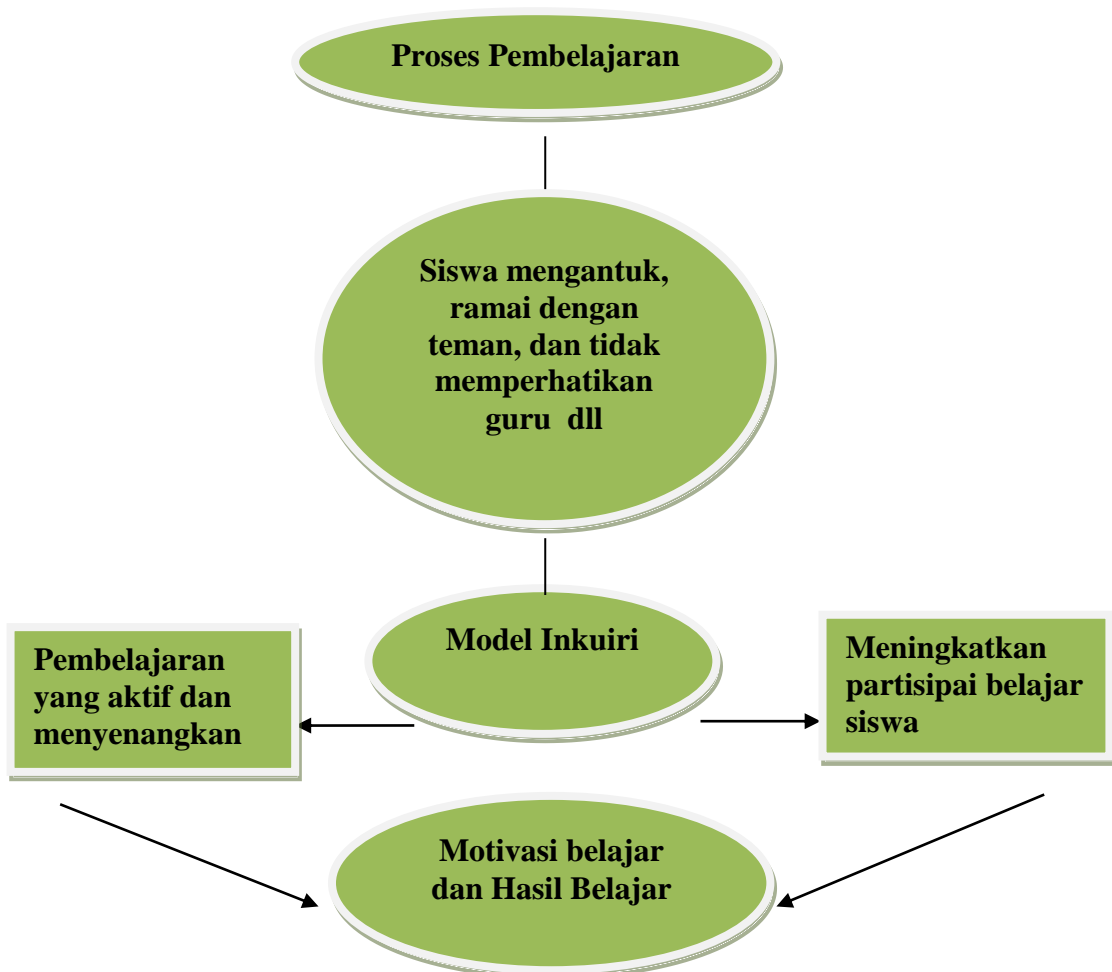 Proses Pembelajaran
Siswa mengantuk,
ramai dengan
teman, dan tidak
memperhatikan
guru  dll
Model Inkuiri
Pembelajaran
yang aktif dan
menyenangkan
Meningkatkan
partisipai belajar
siswa
Motivasi belajar
dan Hasil Belajar